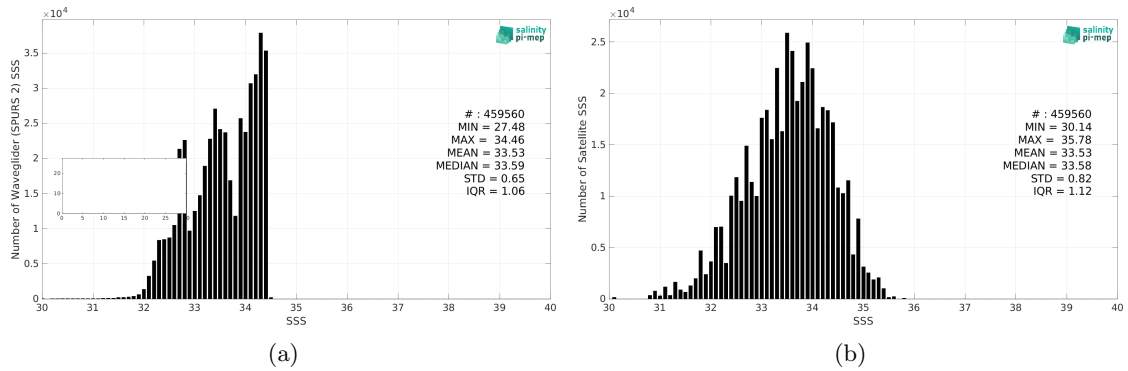 ×10^4
Number of Waveglider (SPURS 2) SSS
3.5
3
2.5
2
1.5
1
0.5
0
30 31 32 33 34 35 36 37 38 39 40
SSS
salinity
pi-mep
# : 459560
MIN = 27.48
MAX = 34.46
MEAN = 33.53
MEDIAN = 33.59
STD = 0.65
IQR = 1.06
20
10
0
0 5 10 15 20 25 30
(a)
×10^4
Number of Satellite SSS
2.5
2
1.5
1
0.5
0
30 31 32 33 34 35 36 37 38 39 40
SSS
salinity
pi-mep
# : 459560
MIN = 30.14
MAX = 35.78
MEAN = 33.53
MEDIAN = 33.58
STD = 0.82
IQR = 1.12
(b)